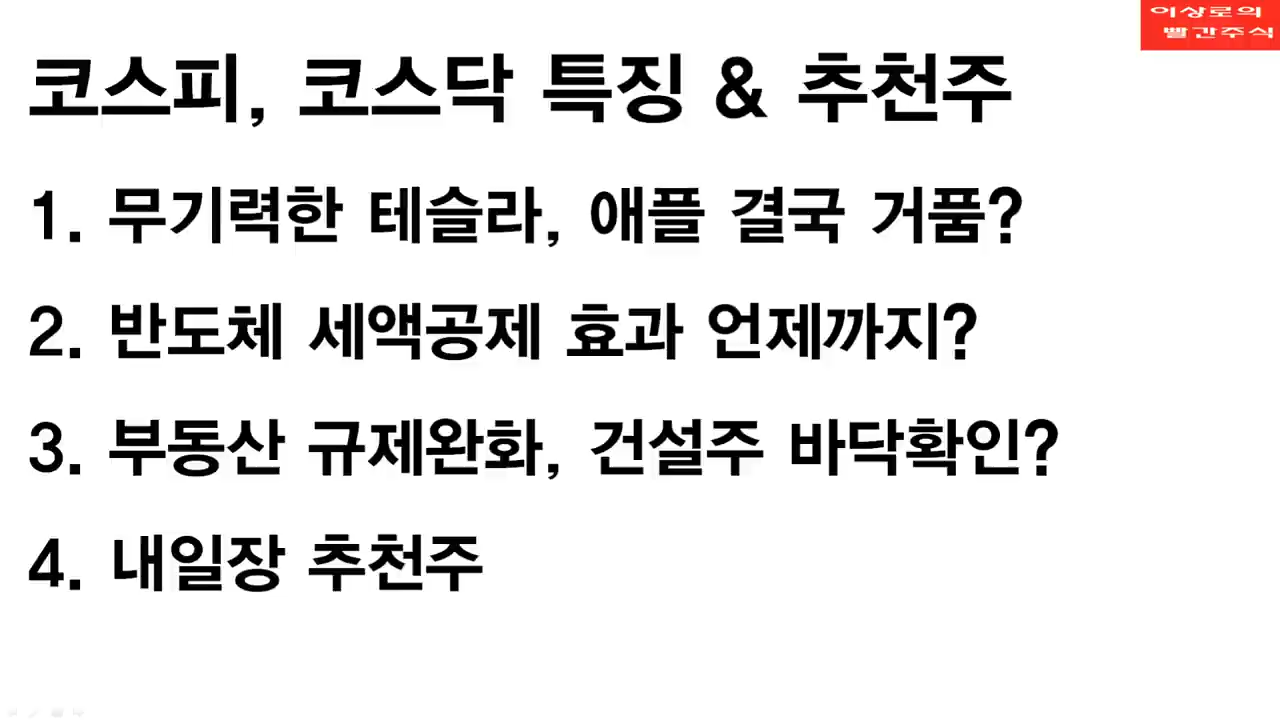 이상로의
빨간주식
코스피, 코스닥 특징 & 추천주
1. 무기력한 테슬라, 애플 결국 거품?
2. 반도체 세액공제 효과 언제까지?
3. 부동산 규제완화, 건설주 바닥확인?
4. 내일장 추천주